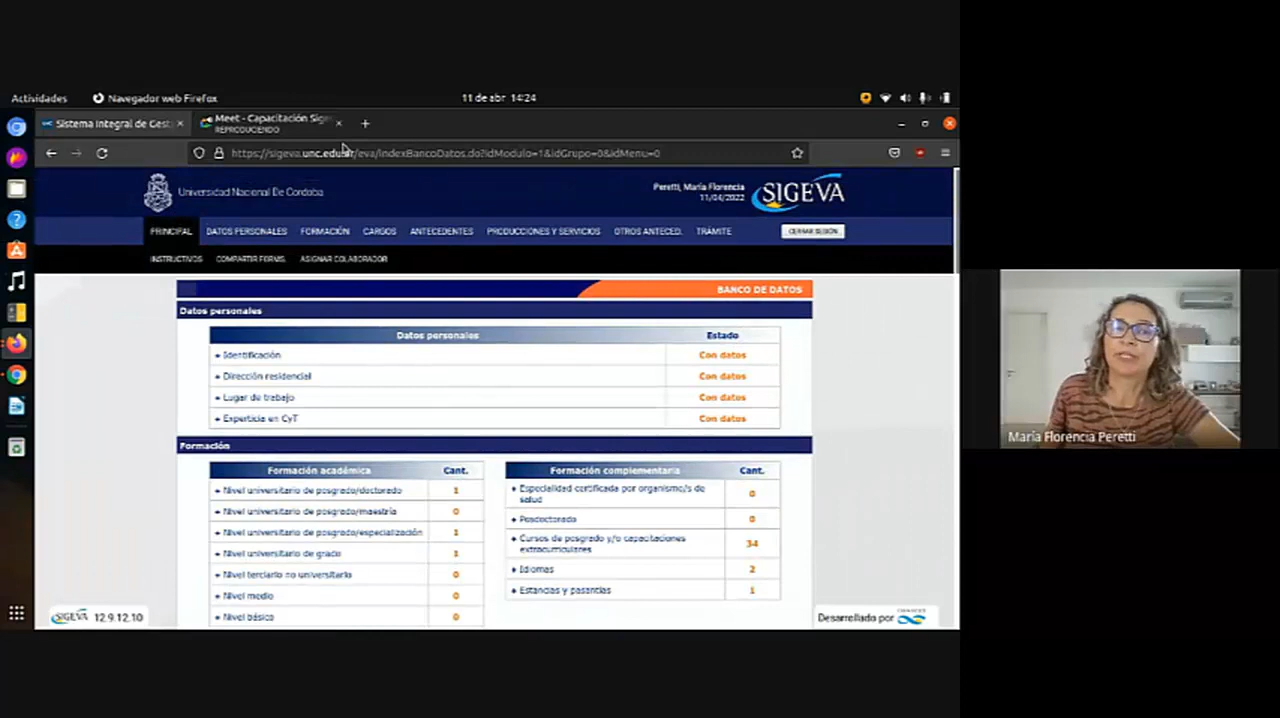 Actividades
Navegador web Firefox
11 de abr 14:24
Sistema Integral de Gest
Meet - Capacitación Sige
REPRODUCIENDO
https://sigeva.unc.edu.ar/eva/indexBancoDatos.do?idModulo=1&idGrupo=0&idMenu=0
Universidad Nacional De Cordoba
Peretti, María Florencia
11/04/2022
SIGEVA
PRINCIPAL DATOS PERSONALES FORMACIÓN CARGOS ANTECEDENTES PRODUCCIONES Y SERVICIOS OTROS ANTECED. TRÁMITE
CERRAR SESIÓN
INSTRUCTIVOS COMPARTIR FORMS. ASIGNAR COLABORADOR
BANCO DE DATOS
Datos personales
Datos personales Estado
Identificación Con datos
Dirección residencial Con datos
Lugar de trabajo Con datos
Experticia en CyT Con datos
Formación
Formación académica Cant.
Nivel universitario de posgrado/doctorado 1
Nivel universitario de posgrado/maestría 0
Nivel universitario de posgrado/especialización 1
Nivel universitario de grado 1
Nivel terciario no universitario 0
Nivel medio 0
Nivel básico 0
Formación complementaria Cant.
Especialidad certificada por organismo/s de
salud 0
Posdoctorado 0
Cursos de posgrado y/o capacitaciones
extracurriculares 34
Idiomas 2
Estancias y pasantías 1
SIGEVA 12.9.12.10
Desarrollado por
María Florencia Peretti